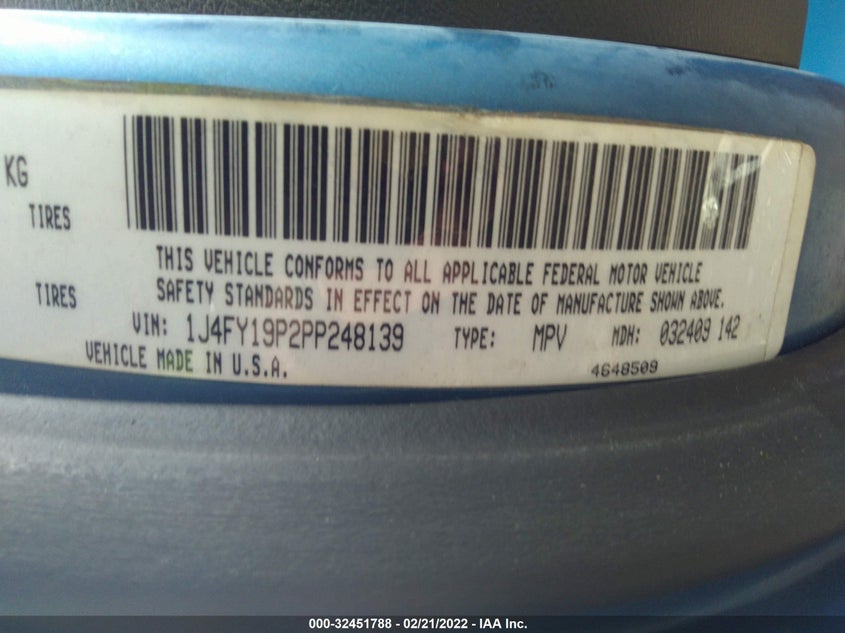 KG
TIRES
TIRES
THIS VEHICLE CONFORMS TO ALL APPLICABLE FEDERAL MOTOR VEHICLE
SAFETY STANDARDS IN EFFECT ON THE DATE OF MANUFACTURE SHOWN ABOVE.
VIN: 1J4FY19P2PP248139 TYPE: MPV MDH: 032409 142
VEHICLE MADE IN U.S.A.
4648509
000-32451788 - 02/21/2022 - IAA Inc.